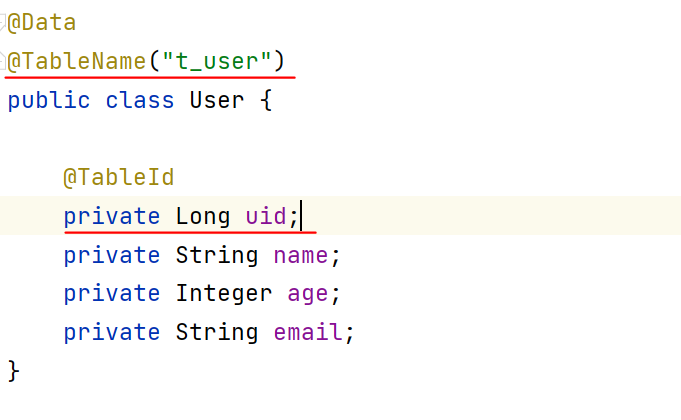 @Data
@TableName("t_user")
public class User {
@TableId
private Long uid;
private String name;
private Integer age;
private String email;
}